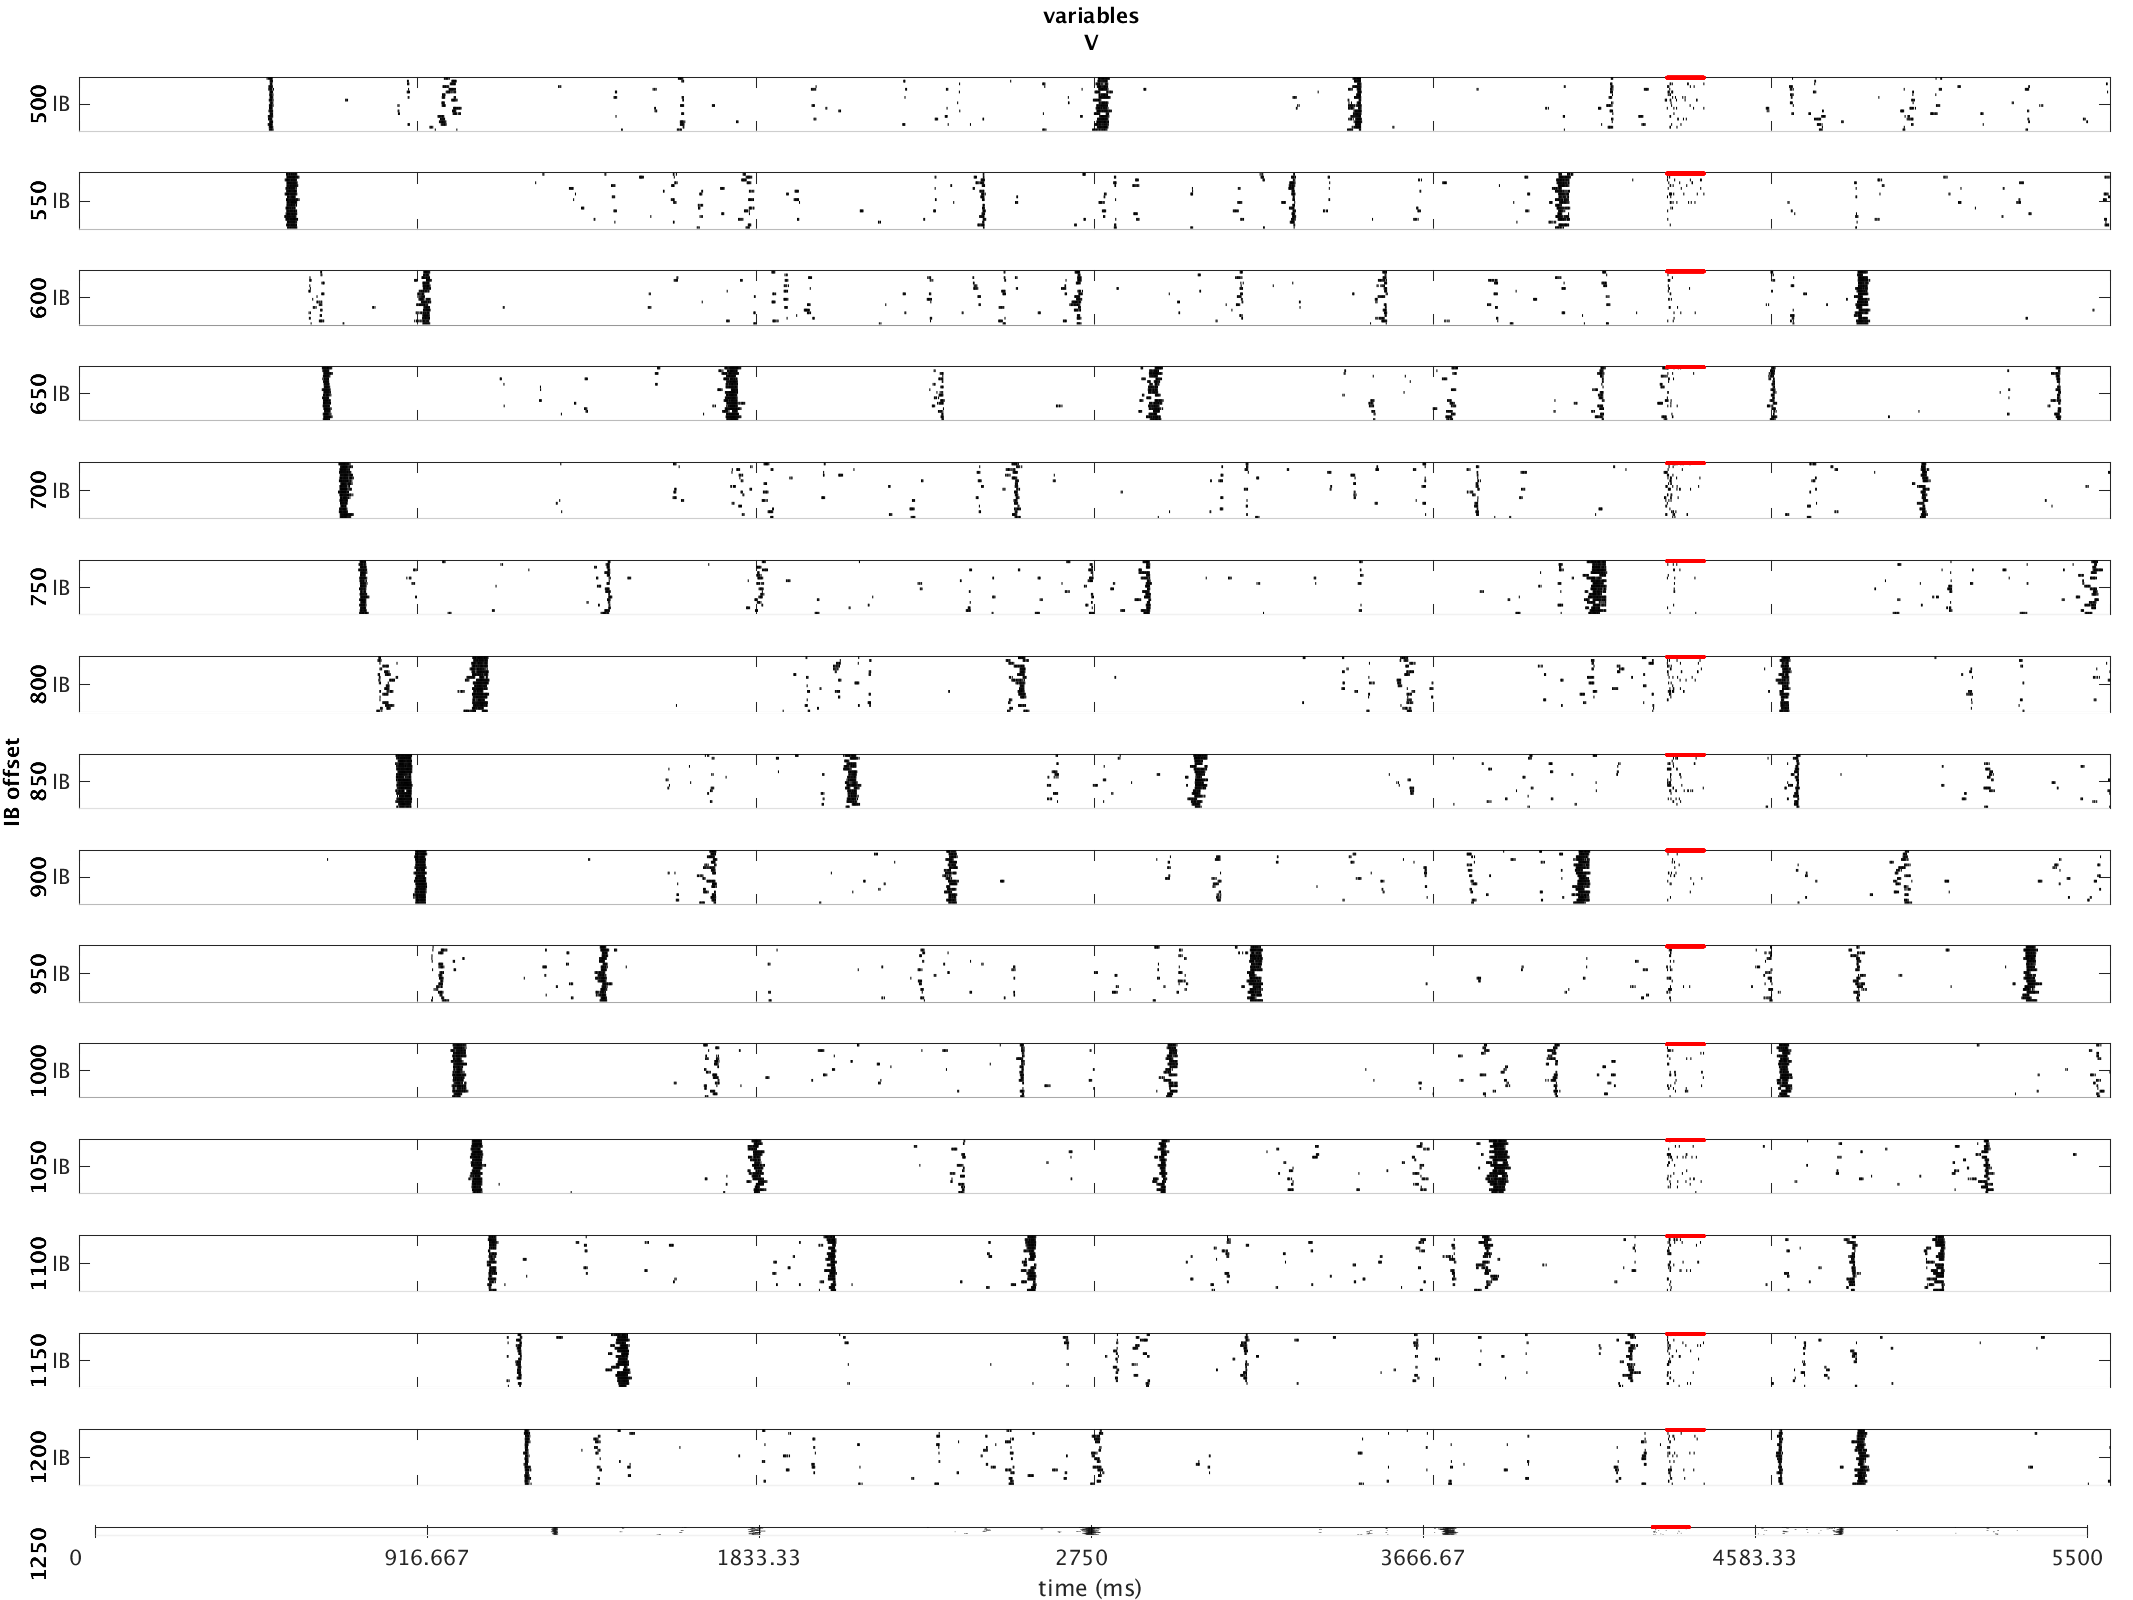 variables
V
500 IB
550 IB
600 IB
650 IB
700 IB
750 IB
800 IB
850 IB
900 IB
950 IB
1000 IB
1050 IB
1100 IB
1150 IB
1200 IB
1250
IB offset
0 916.667 1833.33 2750 3666.67 4583.33 5500
time (ms)